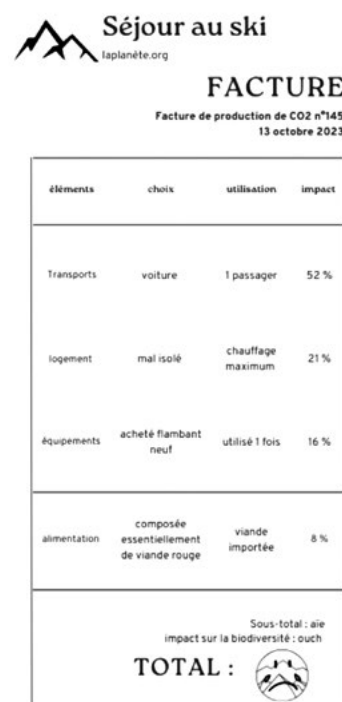 Séjour au ski
laplanète.org
FACTURE
Facture de production de CO2 n°145
13 octobre 2023
éléments choix utilisation impact
Transports voiture 1 passager 52 %
logement mal isolé chauffage maximum 21 %
équipements acheté flambant neuf utilisé 1 fois 16 %
alimentation composée essentiellement de viande rouge viande importée 8 %
Sous-total : aïe
impact sur la biodiversité : ouch
TOTAL :